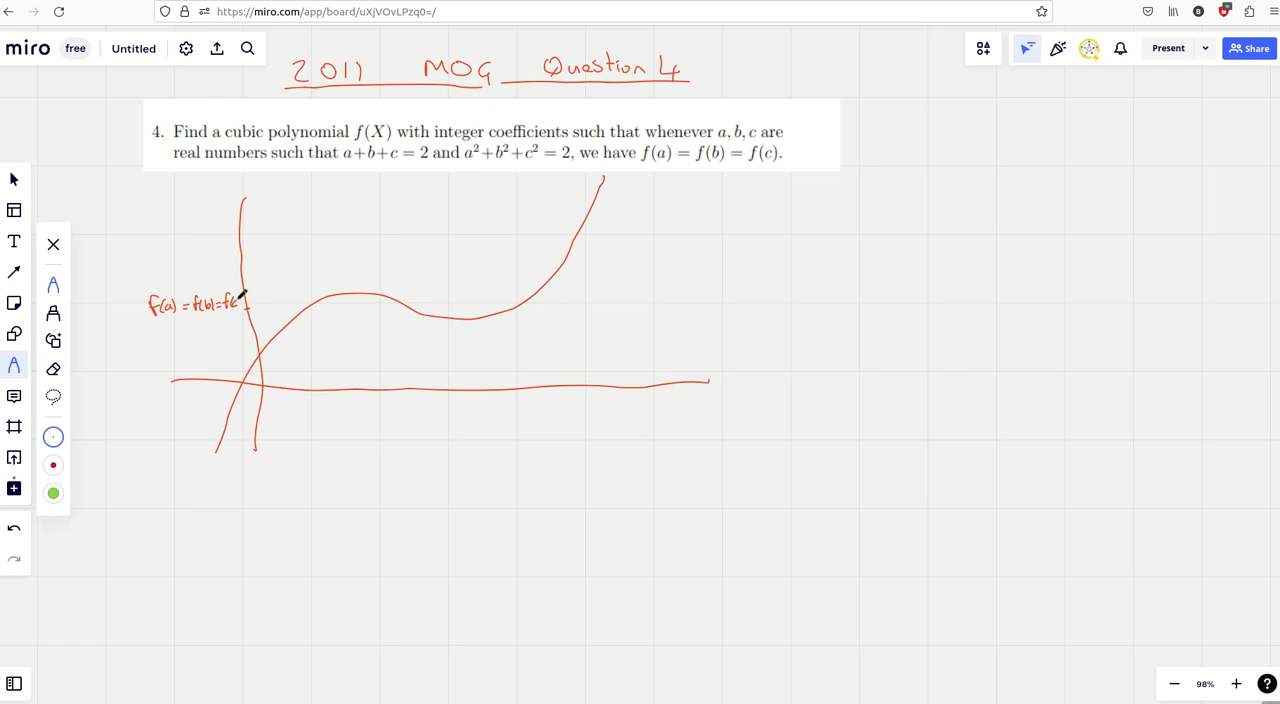 https://miro.com/app/board/uXjVOvLPzq0=/
miro free Untitled Present Share
2011 MOG Question 4
4. Find a cubic polynomial f(X) with integer coefficients such that whenever a, b, c are
real numbers such that a+b+c = 2 and a²+b²+c² = 2, we have f(a) = f(b) = f(c).
f(a) = f(b)=f(c
98%